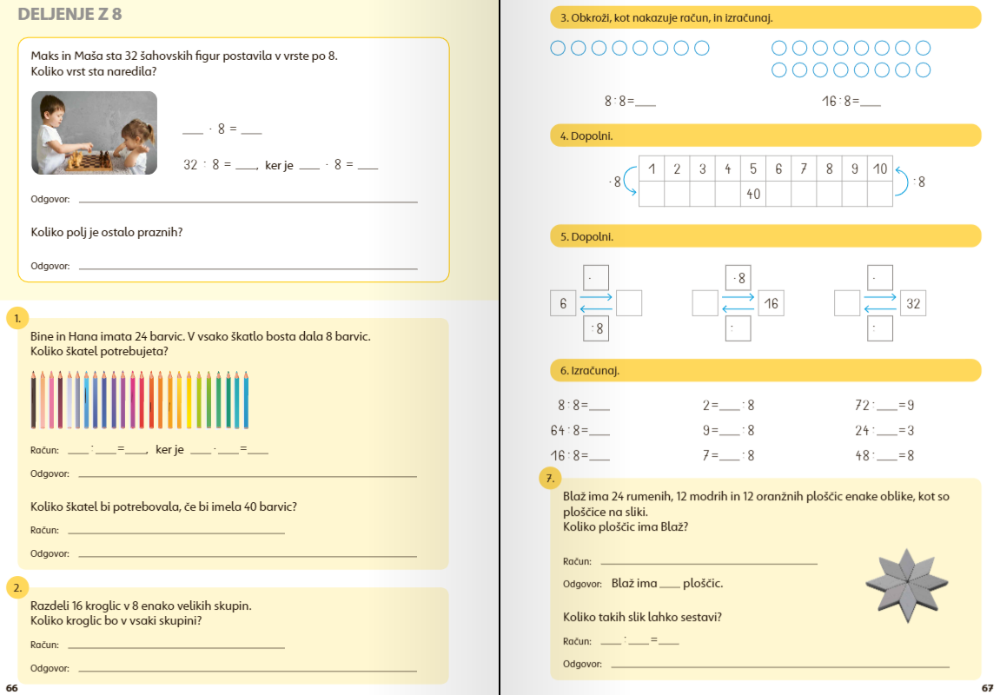 DELJENJE Z 8
Maks in Maša sta 32 šahovskih figur postavila v vrste po 8.
Koliko vrst sta naredila?
___ · 8 = ___
32 : 8 = ___, ker je ___ · 8 = ___
Odgovor: ___
Koliko polj je ostalo praznih?
Odgovor: ___
1.
Bine in Hana imata 24 barvic. V vsako škatlo bosta dala 8 barvic.
Koliko škatel potrebujeta?
Račun: ___ : ___ = ___, ker je ___ · ___ = ___
Odgovor: ___
Koliko škatel bi potrebovala, če bi imela 40 barvic?
Račun: ___
Odgovor: ___
2.
Razdeli 16 kroglic v 8 enako velikih skupin.
Koliko kroglic bo v vsaki skupini?
Račun: ___
Odgovor: ___
66
3. Obkroži, kot nakazuje račun, in izračunaj.
8 : 8 = ___ 16 : 8 = ___
4. Dopolni.
1 2 3 4 5 6 7 8 9 10
· 8 : 8
40
5. Dopolni.
· · 8 ·
6 16 32
: 8 : :
6. Izračunaj.
8 : 8 = ___ 2 = ___ : 8 72 : ___ = 9
64 : 8 = ___ 9 = ___ : 8 24 : ___ = 3
16 : 8 = ___ 7 = ___ : 8 48 : ___ = 8
7.
Blaž ima 24 rumenih, 12 modrih in 12 oranžnih ploščic enake oblike, kot so
ploščice na sliki.
Koliko ploščic ima Blaž?
Račun: ___
Odgovor: Blaž ima ___ ploščic.
Koliko takih slik lahko sestavi?
Račun: ___ : ___ = ___
Odgovor: ___
67